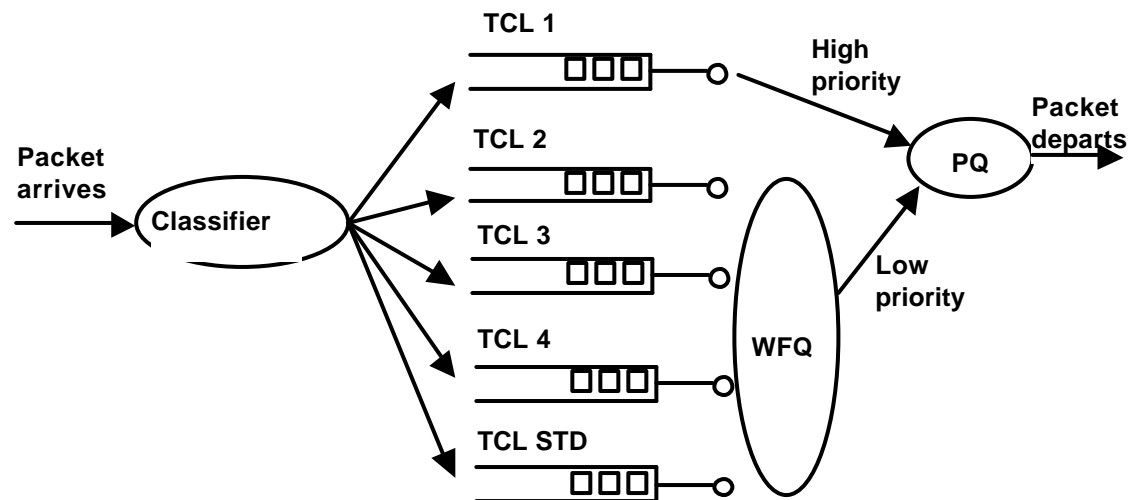 TCL 1
High
priority
Packet
departs
TCL 2
Packet
arrives
PQ
Classifier
TCL 3
Low
priority
TCL 4
WFQ
TCL STD